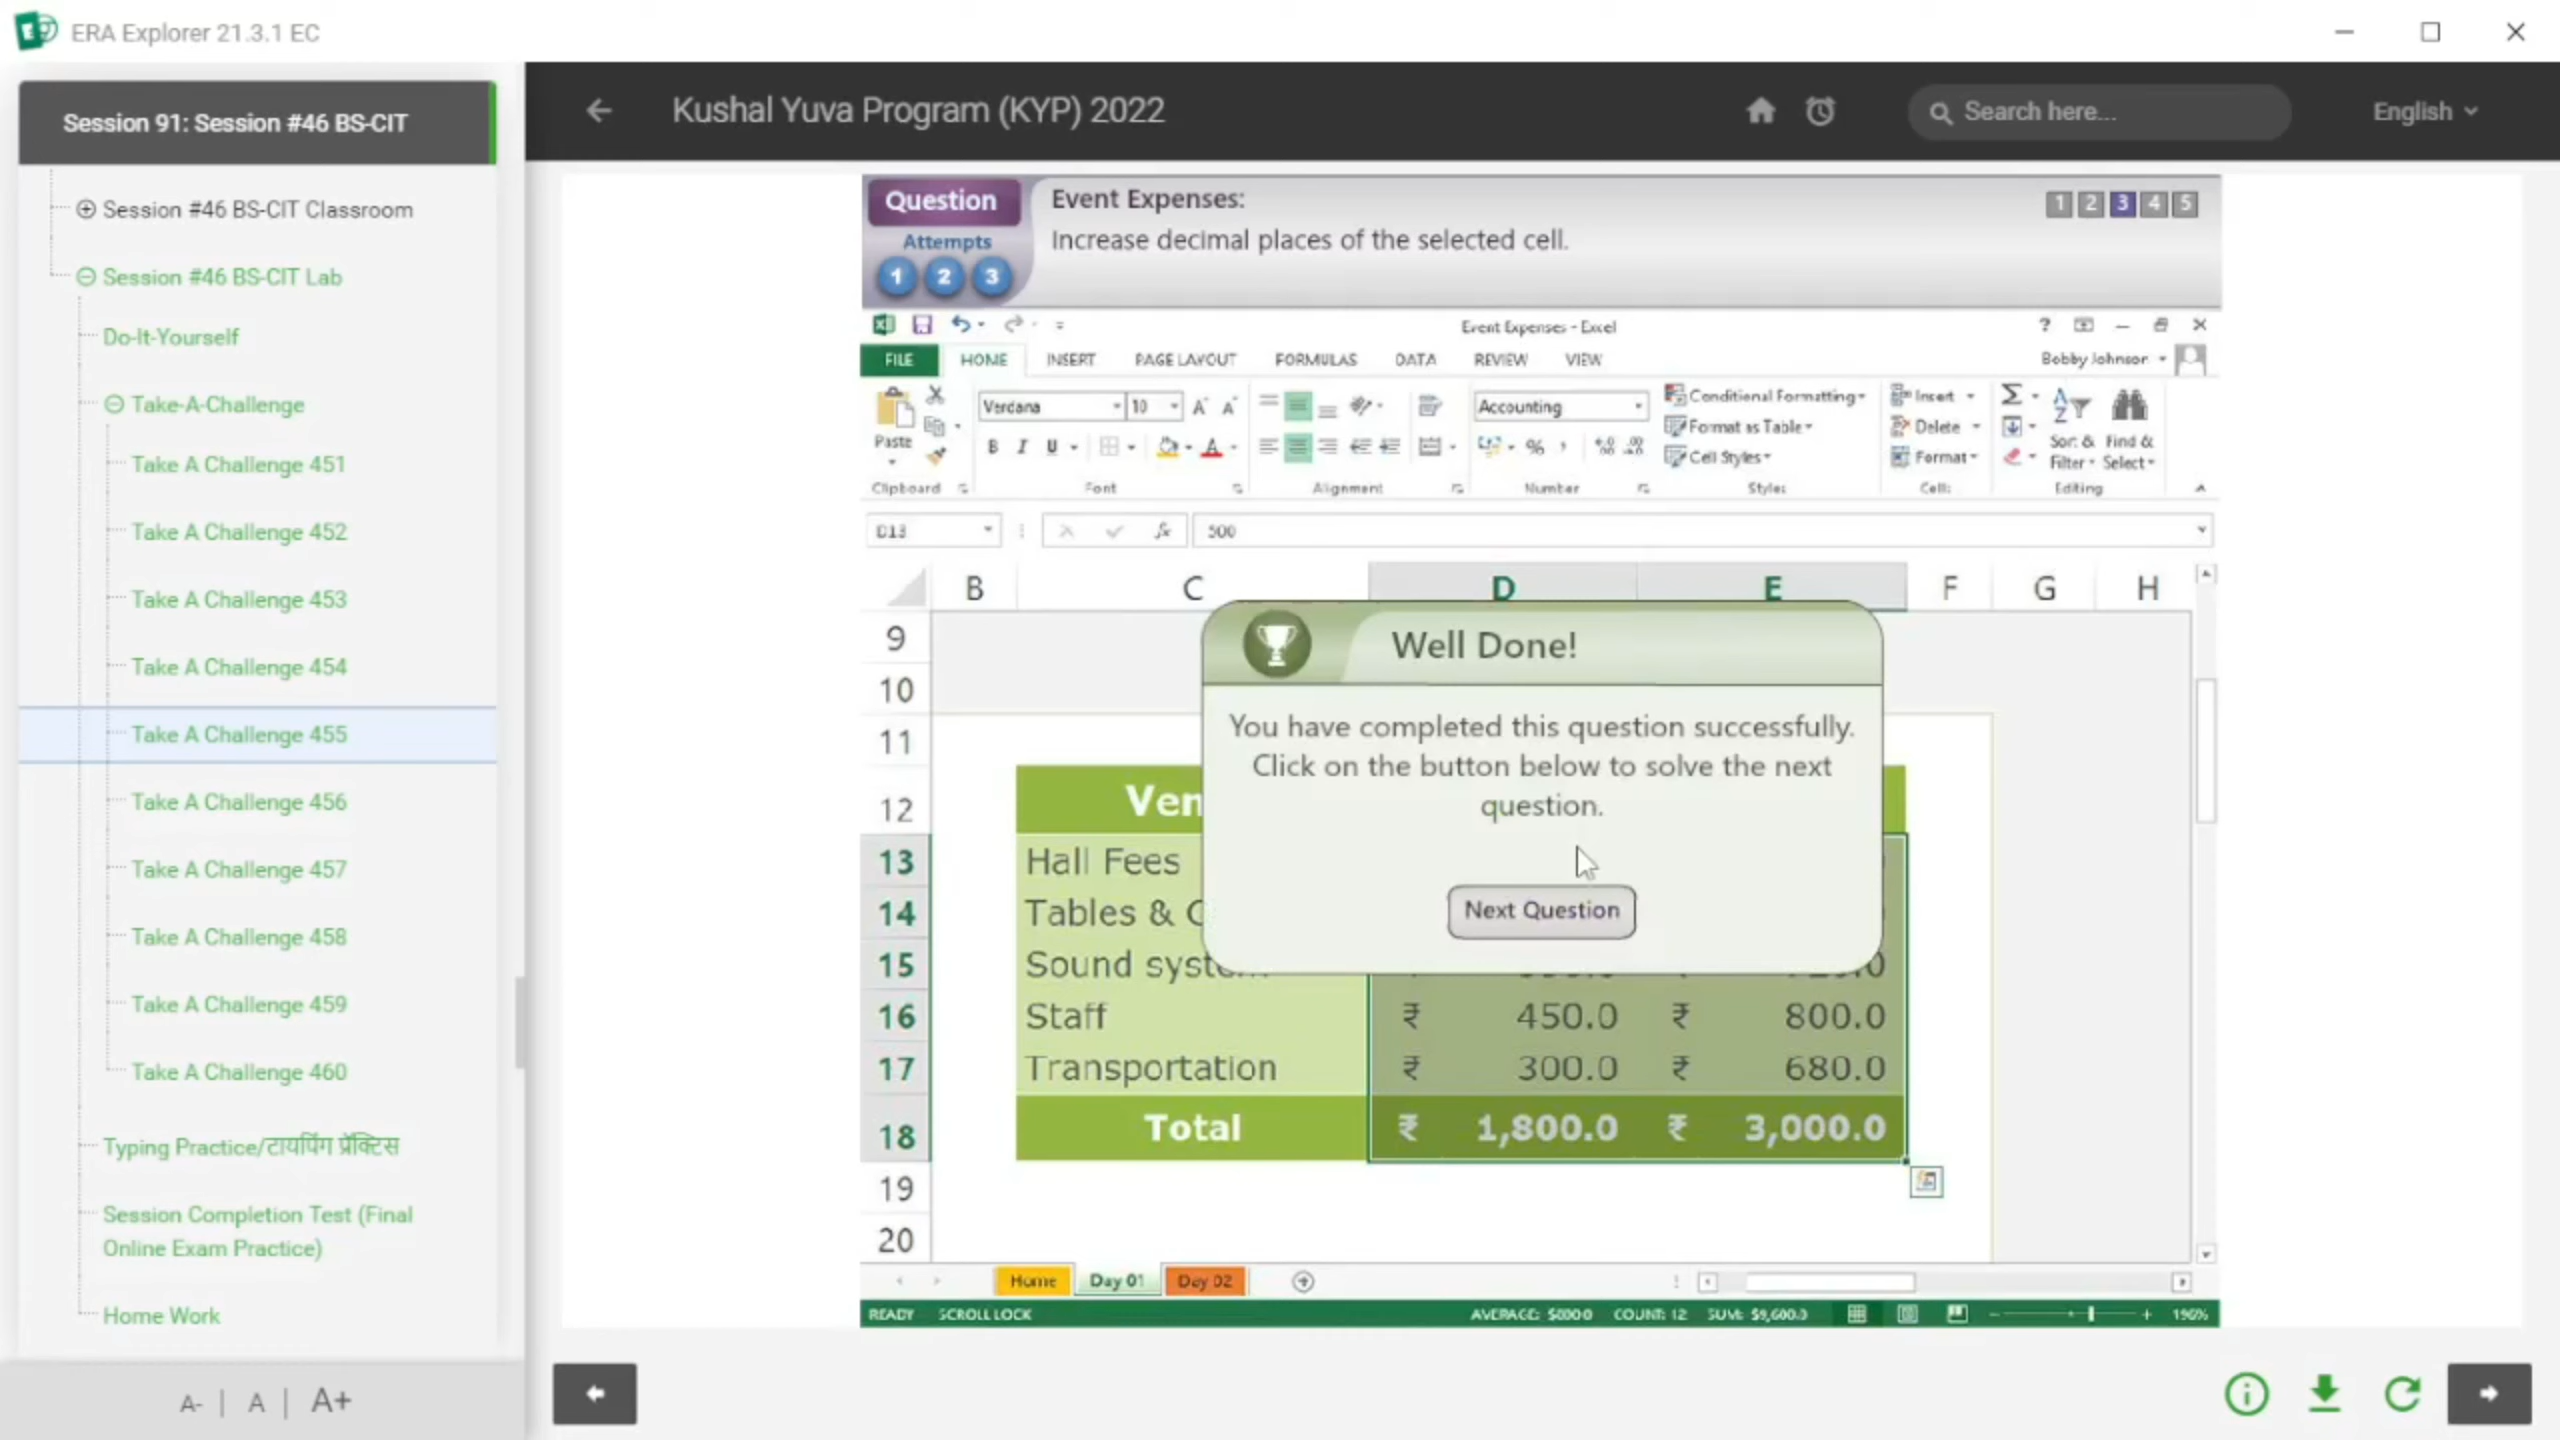 ERA Explorer 21.3.1 EC
Session 91: Session #46 BS-CIT
Session #46 BS-CIT Classroom
Session #46 BS-CIT Lab
Do-It-Yourself
Take-A-Challenge
Take A Challenge 451
Take A Challenge 452
Take A Challenge 453
Take A Challenge 454
Take A Challenge 455
Take A Challenge 456
Take A Challenge 457
Take A Challenge 458
Take A Challenge 459
Take A Challenge 460
Typing Practice/टायपिंग प्रॅक्टिस
Session Completion Test (Final
Online Exam Practice)
Home Work
A- | A | A+
Kushal Yuva Program (KYP) 2022
Search here...
English
Question
Attempts
1 2 3
Event Expenses:
Increase decimal places of the selected cell.
1 2 3 4 5
Event Expenses - Excel
FILE HOME INSERT PAGE LAYOUT FORMULAS DATA REVIEW VIEW
Bobby Johnson
Paste
Clipboard
Verdana 10
B I U
Font
Alignment
Accounting
Number
Conditional Formatting
Format as Table
Cell Styles
Styles
Insert
Delete
Format
Cells
Sort & Filter
Find & Select
Editing
D13
fx
500
B C D E F G H
9
10
11
12 Ven
13 Hall Fees
14 Tables & C
15 Sound syst
16 Staff ₹ 450.0 ₹ 800.0
17 Transportation ₹ 300.0 ₹ 680.0
18 Total ₹ 1,800.0 ₹ 3,000.0
19
20
Well Done!
You have completed this question successfully.
Click on the button below to solve the next
question.
Next Question
Home Day 01 Day 02
READY SCROLL LOCK
COUNT: 12 SUM: $9,600.0
196%